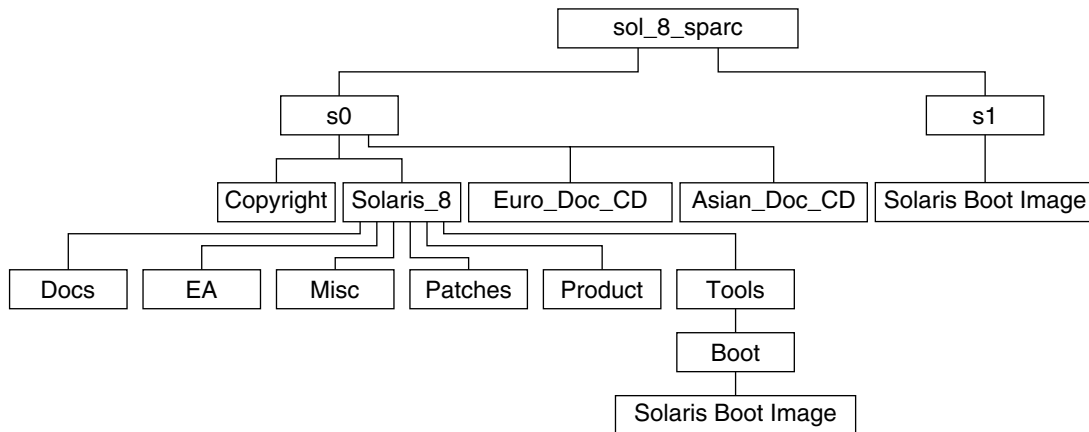 sol_8_sparc
s0
s1
Copyright
Solaris_8
Euro_Doc_CD
Asian_Doc_CD
Solaris Boot Image
Docs
EA
Misc
Patches
Product
Tools
Boot
Solaris Boot Image